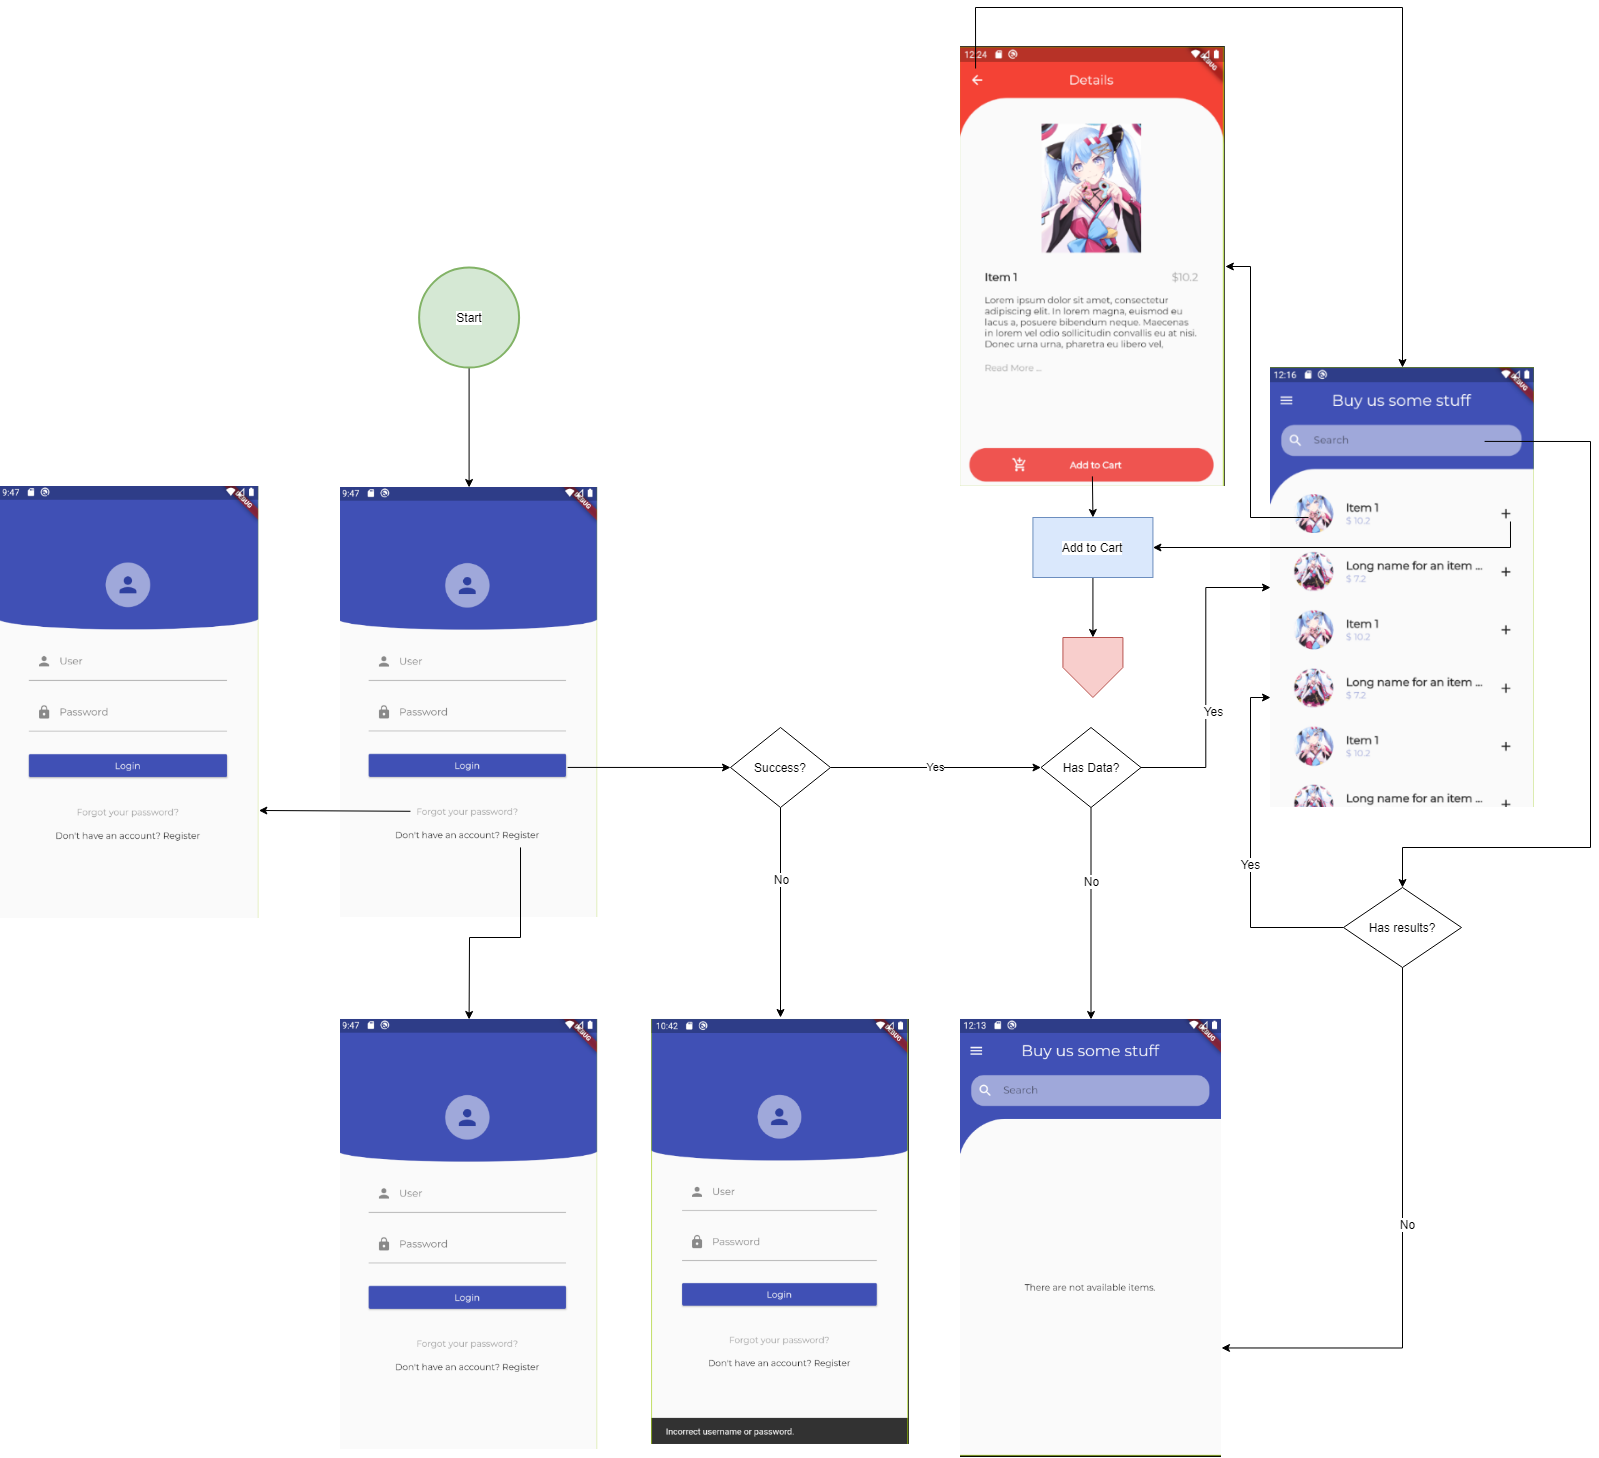 12:24
DEBUG
Details
Item 1
$10.2
Lorem ipsum dolor sit amet, consectetur
adipiscing elit. In lorem magna, euismod eu
lacus a, posuere bibendum neque. Maecenas
in lorem vel odio sollicitudin convallis eu at nisi.
Donec urna urna, pharetra eu libero vel,
Read More ...
Add to Cart
Start
12:16
DEBUG
Buy us some stuff
Search
Item 1
$ 10.2
Long name for an item ...
$ 7.2
Item 1
$ 10.2
Long name for an item ...
$ 7.2
Item 1
$ 10.2
Long name for an item ...
Add to Cart
9:47
DEBUG
User
Password
Login
Forgot your password?
Don't have an account? Register
9:47
DEBUG
User
Password
Login
Forgot your password?
Don't have an account? Register
Success?
Yes
Has Data?
Yes
No
No
Yes
Has results?
No
9:47
DEBUG
User
Password
Login
Forgot your password?
Don't have an account? Register
10:42
DEBUG
User
Password
Login
Forgot your password?
Don't have an account? Register
Incorrect username or password.
12:13
DEBUG
Buy us some stuff
Search
There are not available items.